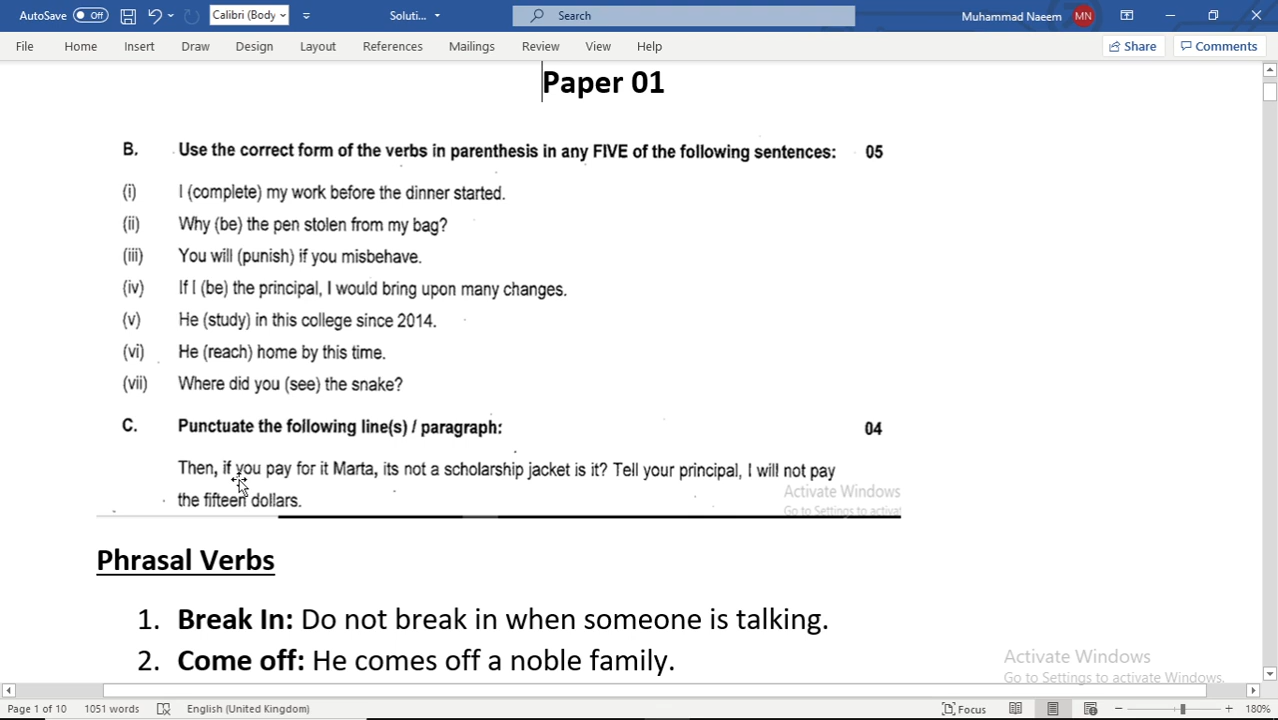 AutoSave Off Calibri (Body Soluti... Search Muhammad Naeem MN
File Home Insert Draw Design Layout References Mailings Review View Help Share Comments
Paper 01
B. Use the correct form of the verbs in parenthesis in any FIVE of the following sentences: 05
(i) I (complete) my work before the dinner started.
(ii) Why (be) the pen stolen from my bag?
(iii) You will (punish) if you misbehave.
(iv) If I (be) the principal, I would bring upon many changes.
(v) He (study) in this college since 2014.
(vi) He (reach) home by this time.
(vii) Where did you (see) the snake?
C. Punctuate the following line(s) / paragraph: 04
Then, if you pay for it Marta, its not a scholarship jacket is it? Tell your principal, I will not pay
the fifteen dollars.
Activate Windows
Go to Settings to activat
Phrasal Verbs
1. Break In: Do not break in when someone is talking.
2. Come off: He comes off a noble family.
Activate Windows
Go to Settings to activate Windows.
Page 1 of 10 1051 words English (United Kingdom) Focus 180%